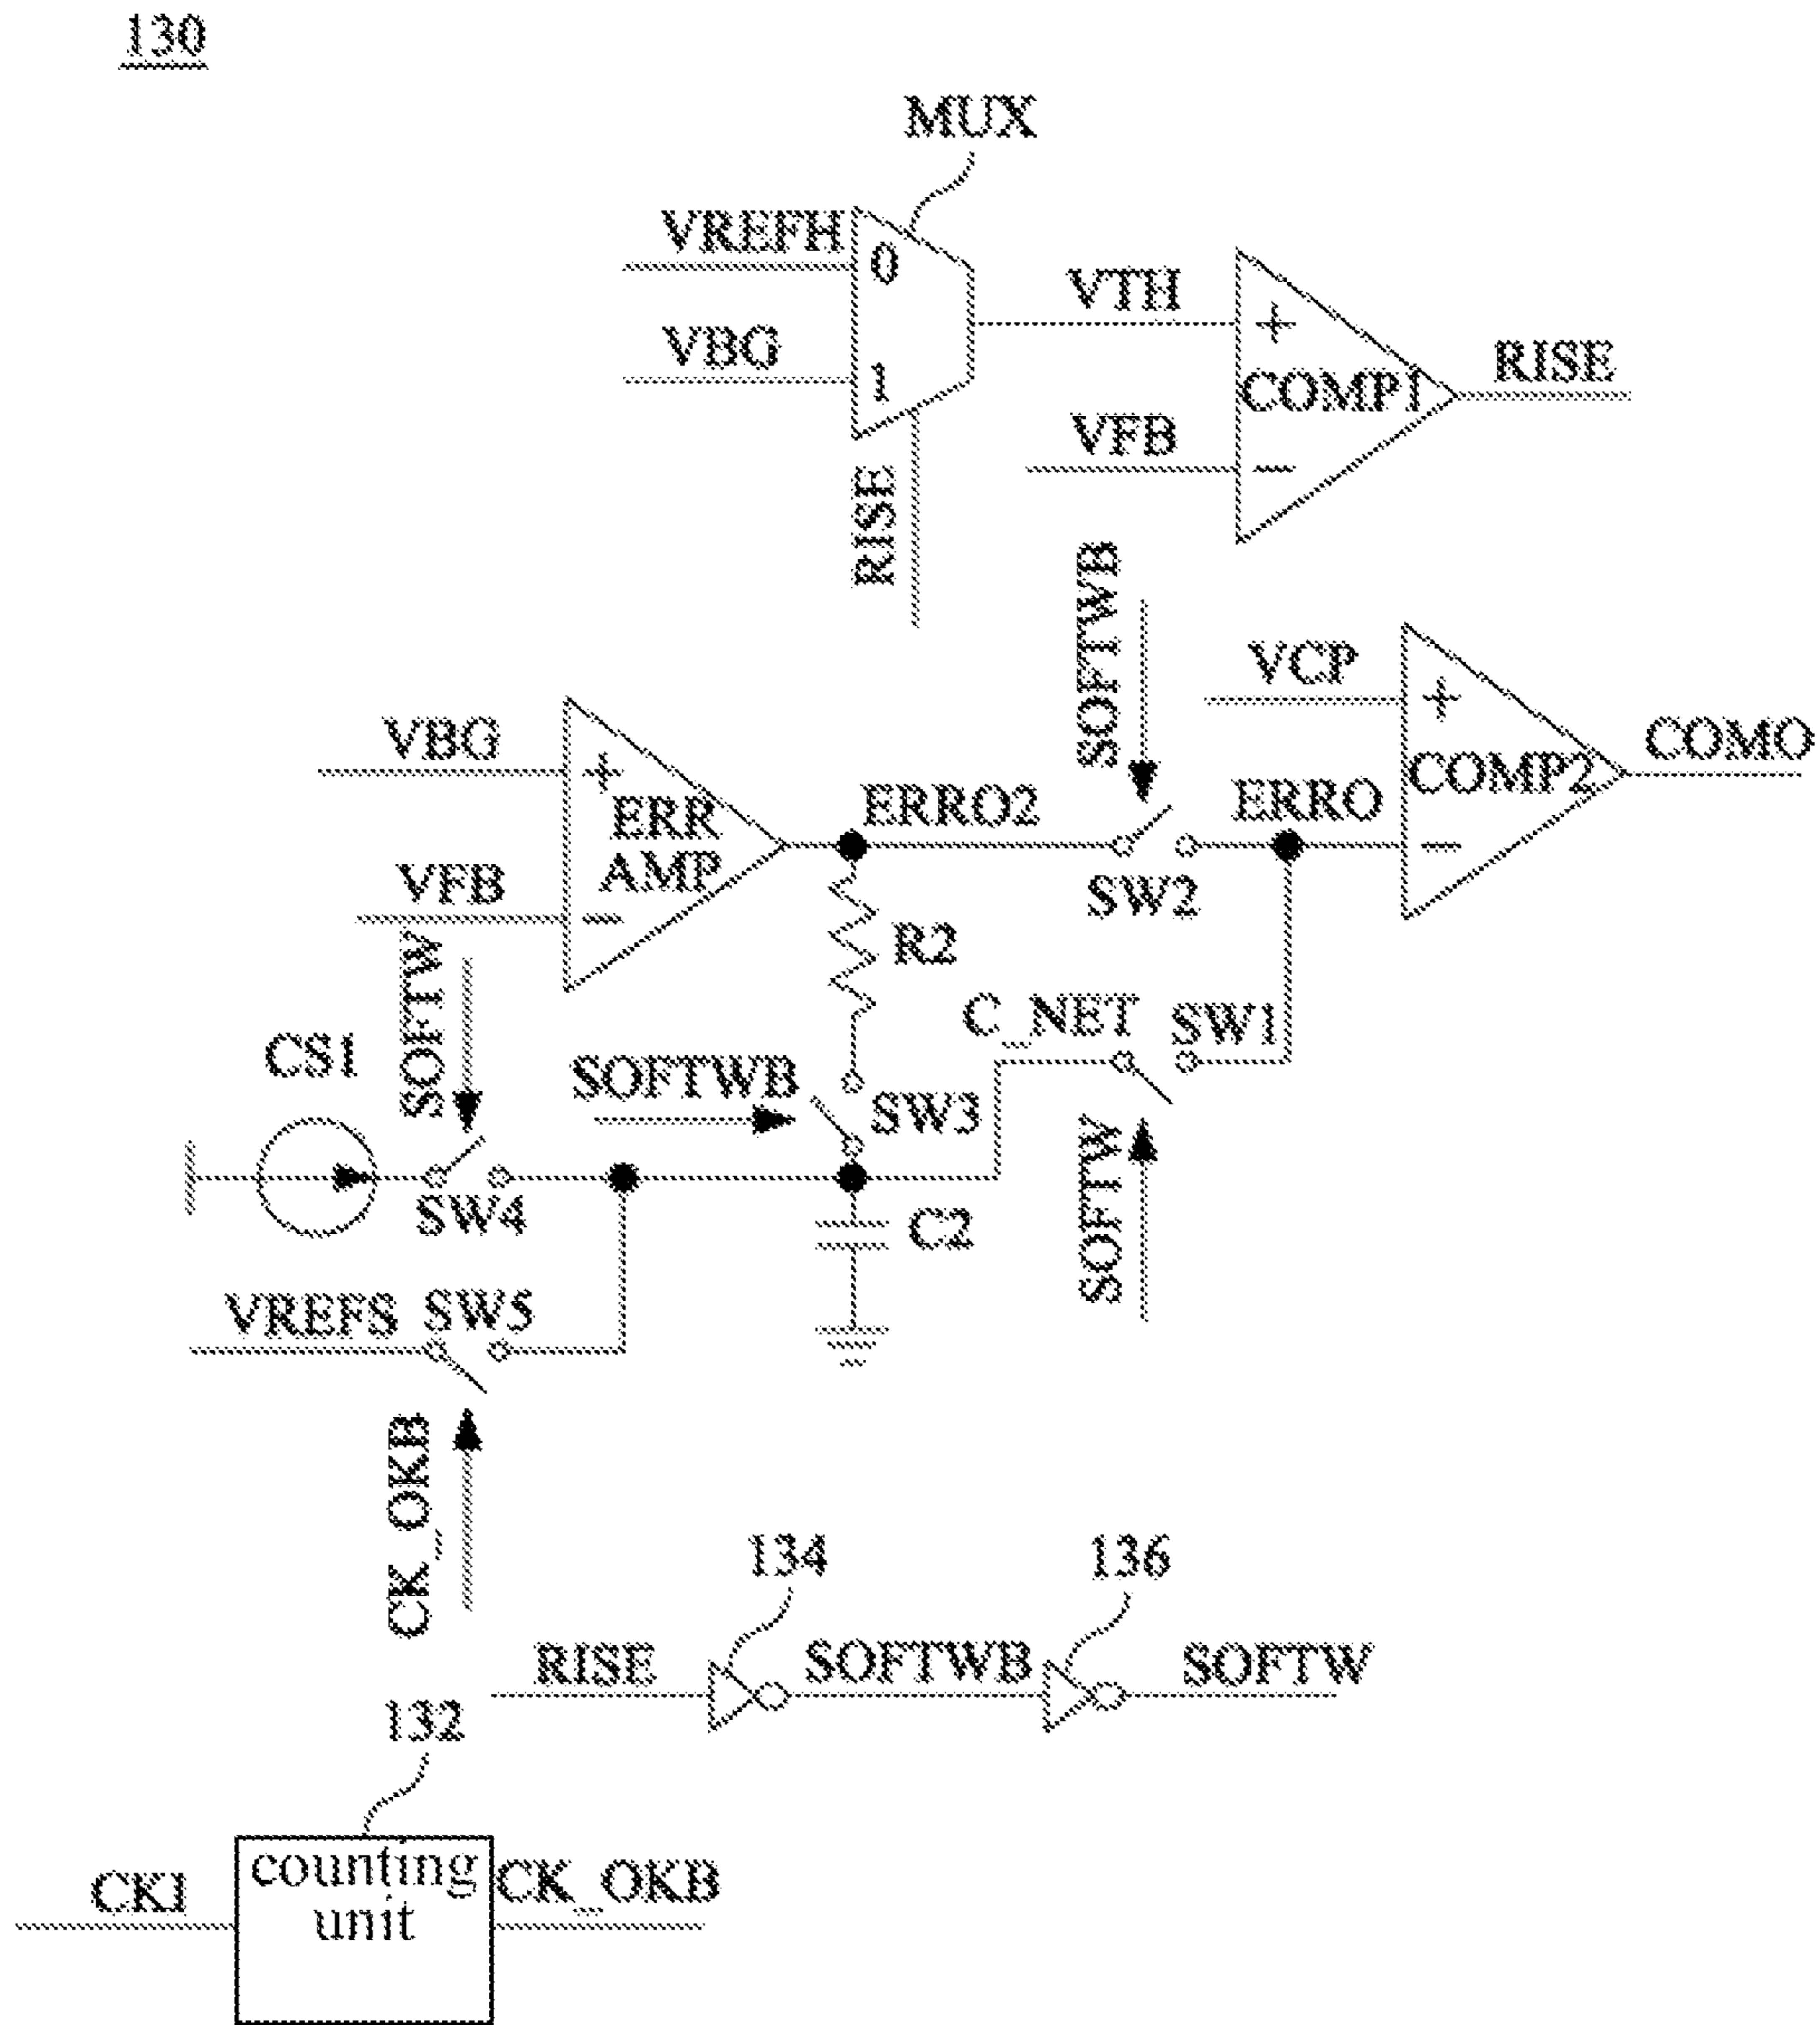 130
MUX
VREFH
0
VTH
+
VBG
1
COMP1
RISE
VFB
−
RISE
SOFTWB
VCP
+
COMP2
COMO
VBG
+
ERR
AMP
ERRO2
ERRO
−
VFB
−
SW2
R2
SOFTW
C_NET
SW1
CS1
SOFTWB
SW3
SW4
C2
SOFTW
VREFS
SW5
CK_OKB
134
136
RISE
SOFTWB
SOFTW
132
CKI
counting
unit
CK_OKB